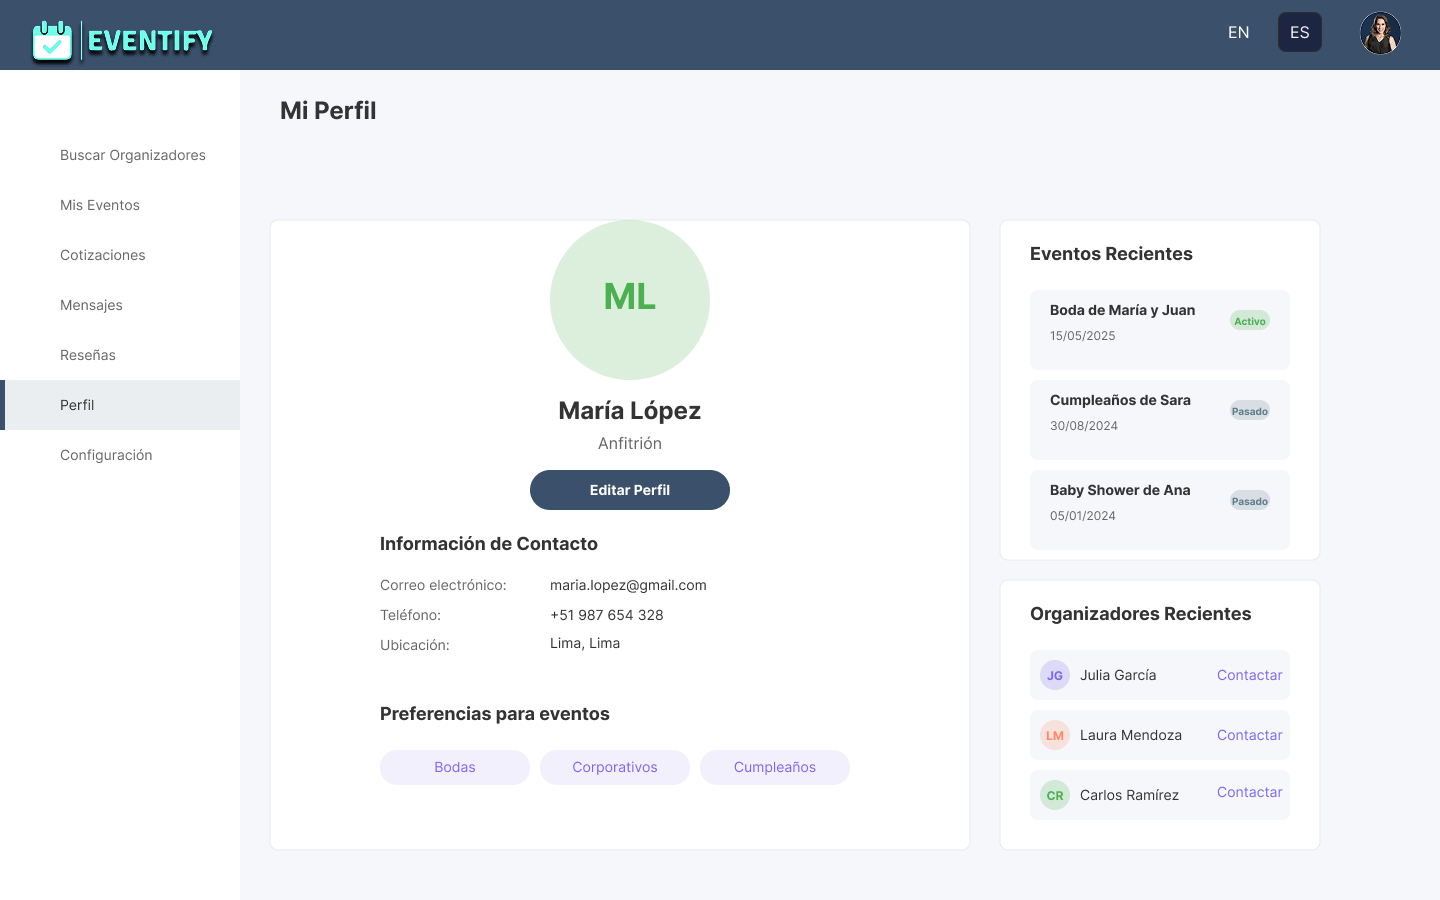 EVENTIFY
EN
ES
Mi Perfil
Buscar Organizadores
Mis Eventos
Cotizaciones
Mensajes
Reseñas
Perfil
Configuración
ML
María López
Anfitrión
Editar Perfil
Información de Contacto
Correo electrónico: maria.lopez@gmail.com
Teléfono: +51 987 654 328
Ubicación: Lima, Lima
Preferencias para eventos
Bodas
Corporativos
Cumpleaños
Eventos Recientes
Boda de María y Juan
Activo
15/05/2025
Cumpleaños de Sara
Pasado
30/08/2024
Baby Shower de Ana
Pasado
05/01/2024
Organizadores Recientes
JG Julia García Contactar
LM Laura Mendoza Contactar
CR Carlos Ramírez Contactar